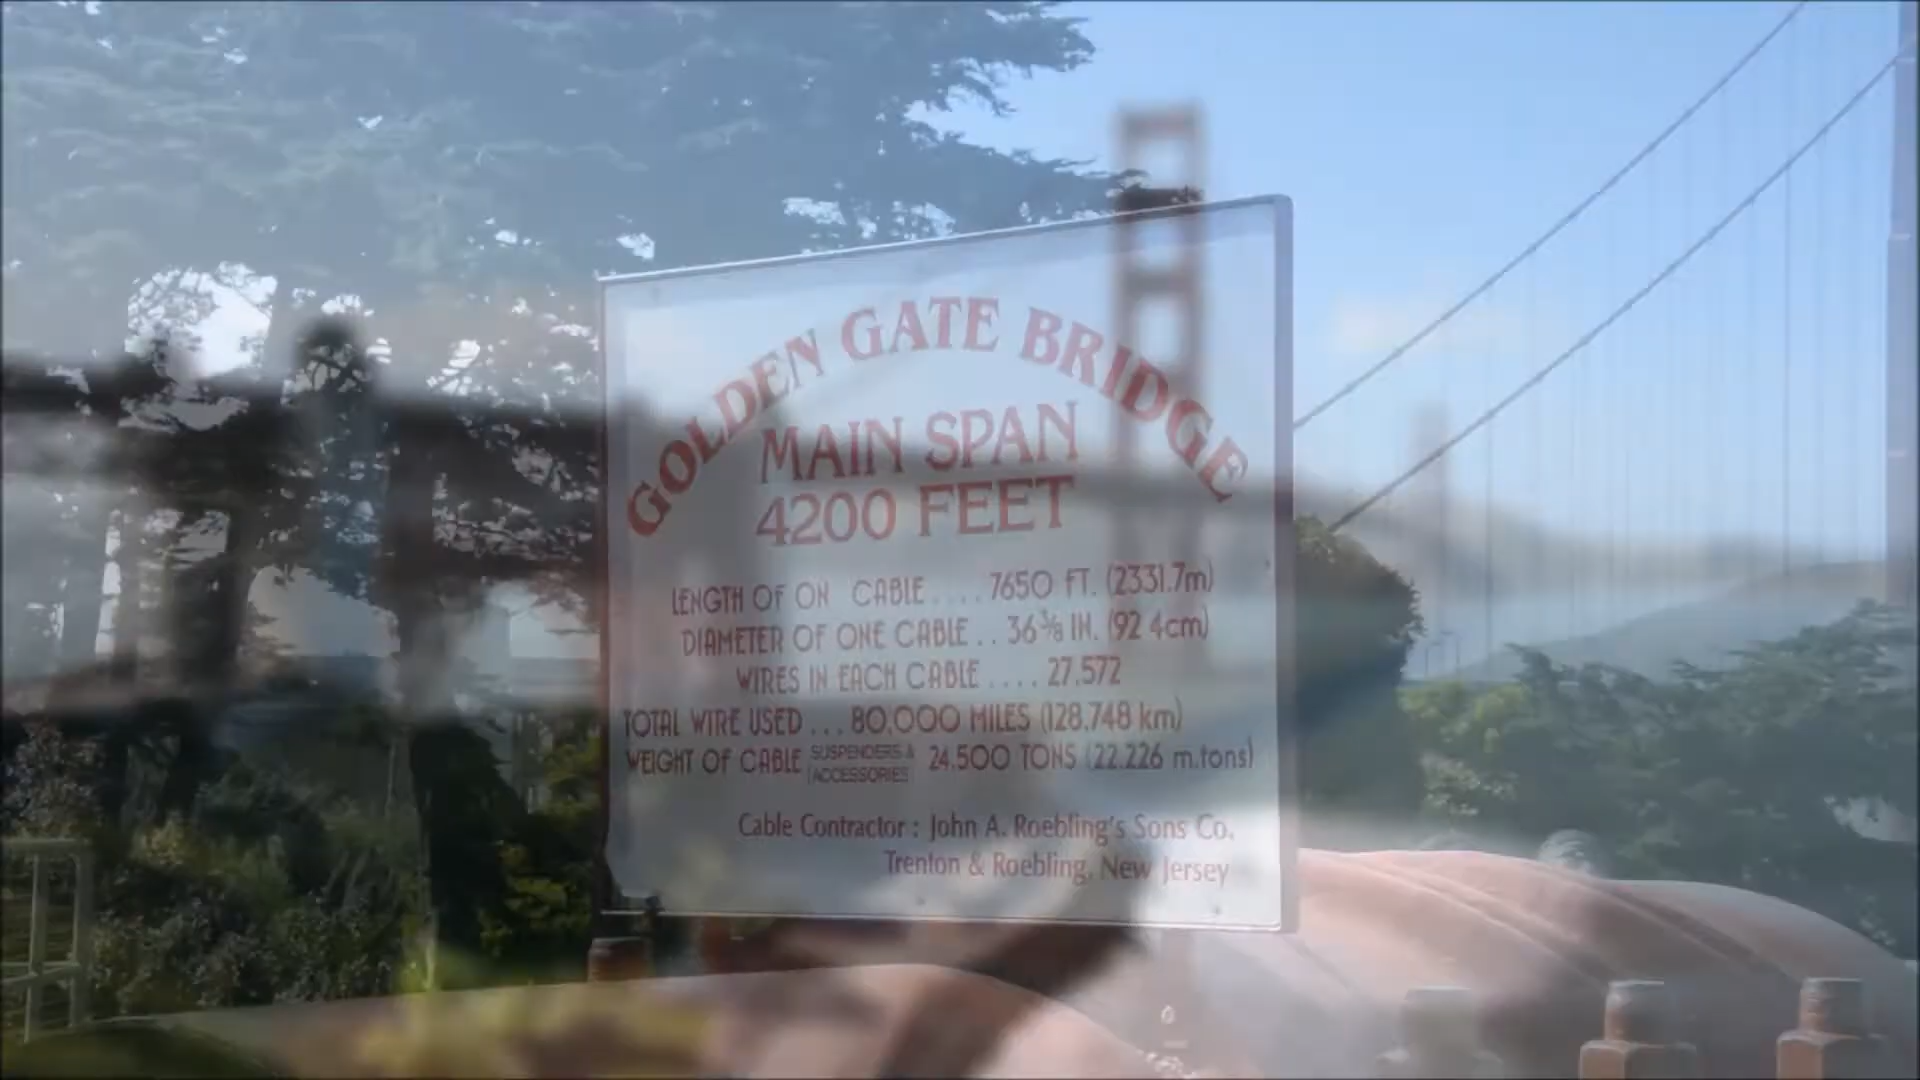 GOLDEN GATE BRIDGE
MAIN SPAN
4200 FEET
LENGTH OF ON CABLE .... 7650 FT. (2331.7m)
DIAMETER OF ONE CABLE .. 36 3/8 IN. (92 4cm)
WIRES IN EACH CABLE .... 27,572
TOTAL WIRE USED ... 80,000 MILES (128,748 km)
WEIGHT OF CABLE SUSPENDERS & ACCESSORIES 24,500 TONS (22,226 m.tons)
Cable Contractor : John A. Roebling's Sons Co.
Trenton & Roebling, New Jersey